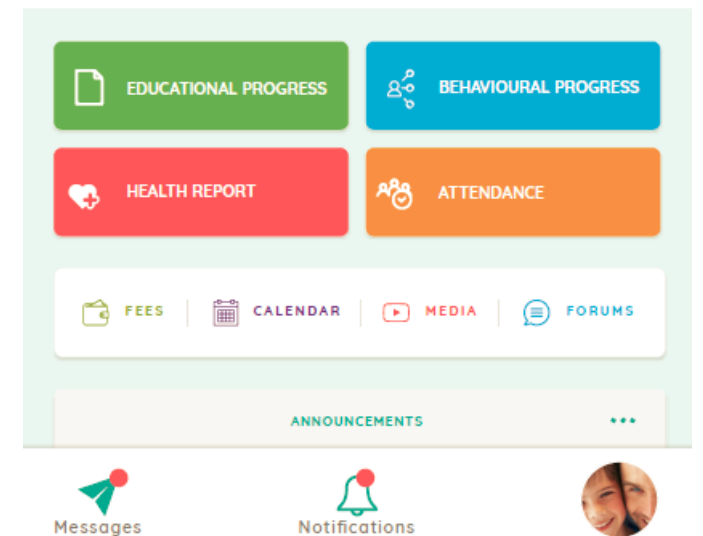 EDUCATIONAL PROGRESS
BEHAVIOURAL PROGRESS
HEALTH REPORT
ATTENDANCE
FEES
CALENDAR
MEDIA
FORUMS
ANNOUNCEMENTS
Messages
Notifications